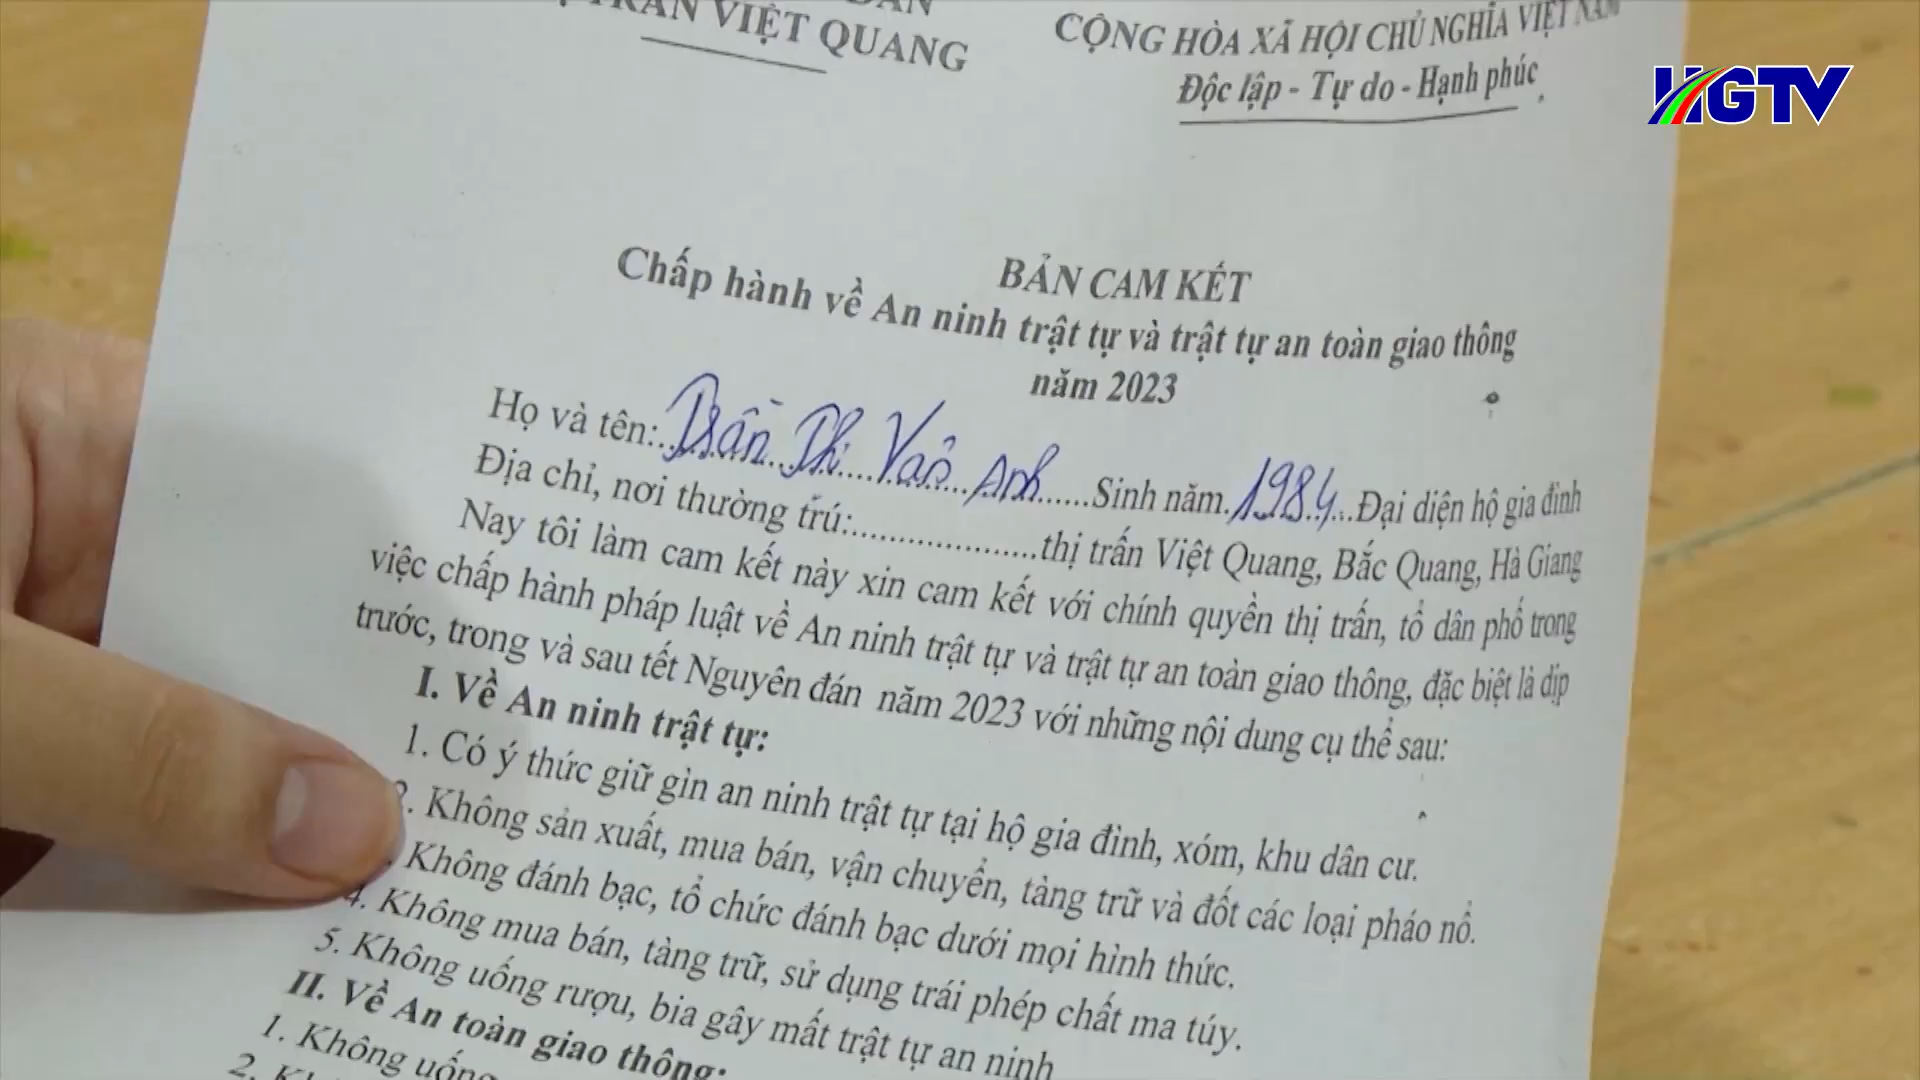 TRẤN VIỆT QUANG
CỘNG HÒA XÃ HỘI CHỦ NGHĨA VIỆT NAM
Độc lập - Tự do - Hạnh phúc
HGTV
BẢN CAM KẾT
Chấp hành về An ninh trật tự và trật tự an toàn giao thông
năm 2023
Họ và tên: Trần Thị Vân Anh Sinh năm 1984 Đại diện hộ gia đình
Địa chỉ, nơi thường trú:....................thị trấn Việt Quang, Bắc Quang, Hà Giang
Nay tôi làm cam kết này xin cam kết với chính quyền thị trấn, tổ dân phố trong
việc chấp hành pháp luật về An ninh trật tự và trật tự an toàn giao thông, đặc biệt là dịp
trước, trong và sau tết Nguyên đán năm 2023 với những nội dung cụ thể sau:
I. Về An ninh trật tự:
1. Có ý thức giữ gìn an ninh trật tự tại hộ gia đình, xóm, khu dân cư.
2. Không sản xuất, mua bán, vận chuyển, tàng trữ và đốt các loại pháo nổ.
Không đánh bạc, tổ chức đánh bạc dưới mọi hình thức.
4. Không mua bán, tàng trữ, sử dụng trái phép chất ma túy.
5. Không uống rượu, bia gây mất trật tự an ninh
II. Về An toàn giao thông:
1. Không uống
2.